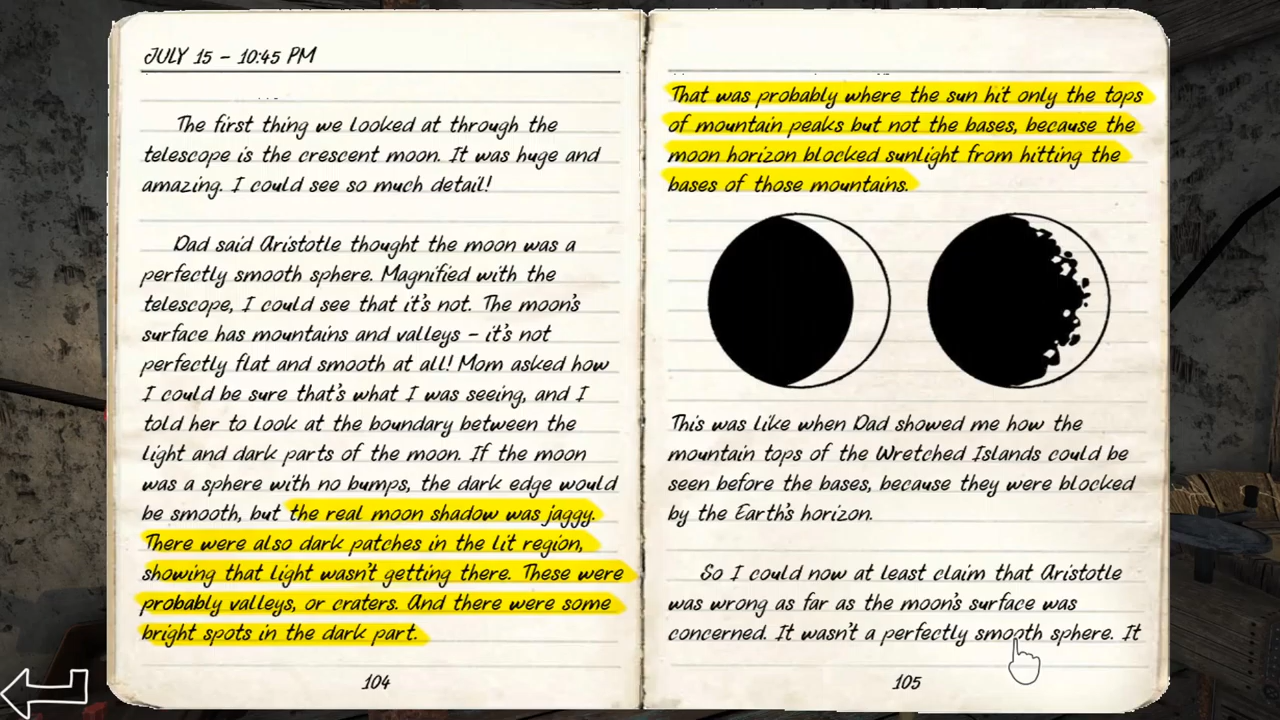 JULY 15 - 10:45 PM
The first thing we looked at through the
telescope is the crescent moon. It was huge and
amazing. I could see so much detail!
Dad said Aristotle thought the moon was a
perfectly smooth sphere. Magnified with the
telescope, I could see that it's not. The moon's
surface has mountains and valleys - it's not
perfectly flat and smooth at all! Mom asked how
I could be sure that's what I was seeing, and I
told her to look at the boundary between the
light and dark parts of the moon. If the moon
was a sphere with no bumps, the dark edge would
be smooth, but the real moon shadow was jaggy.
There were also dark patches in the lit region,
showing that light wasn't getting there. These were
probably valleys, or craters. And there were some
bright spots in the dark part.
104
That was probably where the sun hit only the tops
of mountain peaks but not the bases, because the
moon horizon blocked sunlight from hitting the
bases of those mountains.
This was like when Dad showed me how the
mountain tops of the Wretched Islands could be
seen before the bases, because they were blocked
by the Earth's horizon.
So I could now at least claim that Aristotle
was wrong as far as the moon's surface was
concerned. It wasn't a perfectly smooth sphere. It
105